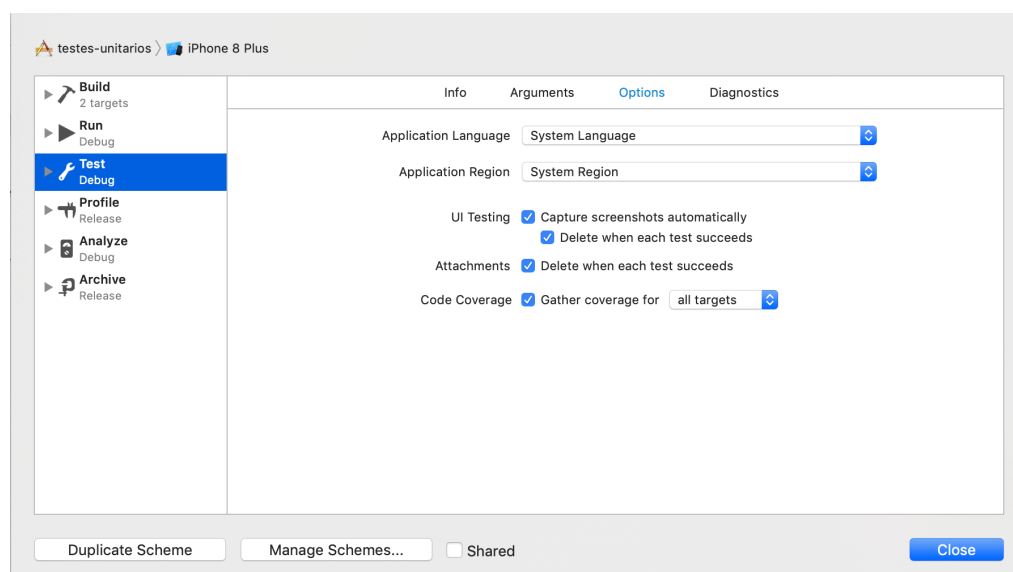 testes-unitarios 〉 iPhone 8 Plus
Build
2 targets
Run
Debug
Test
Debug
Profile
Release
Analyze
Debug
Archive
Release
Info Arguments Options Diagnostics
Application Language System Language
Application Region System Region
UI Testing Capture screenshots automatically
Delete when each test succeeds
Attachments Delete when each test succeeds
Code Coverage Gather coverage for all targets
Duplicate Scheme Manage Schemes... Shared Close